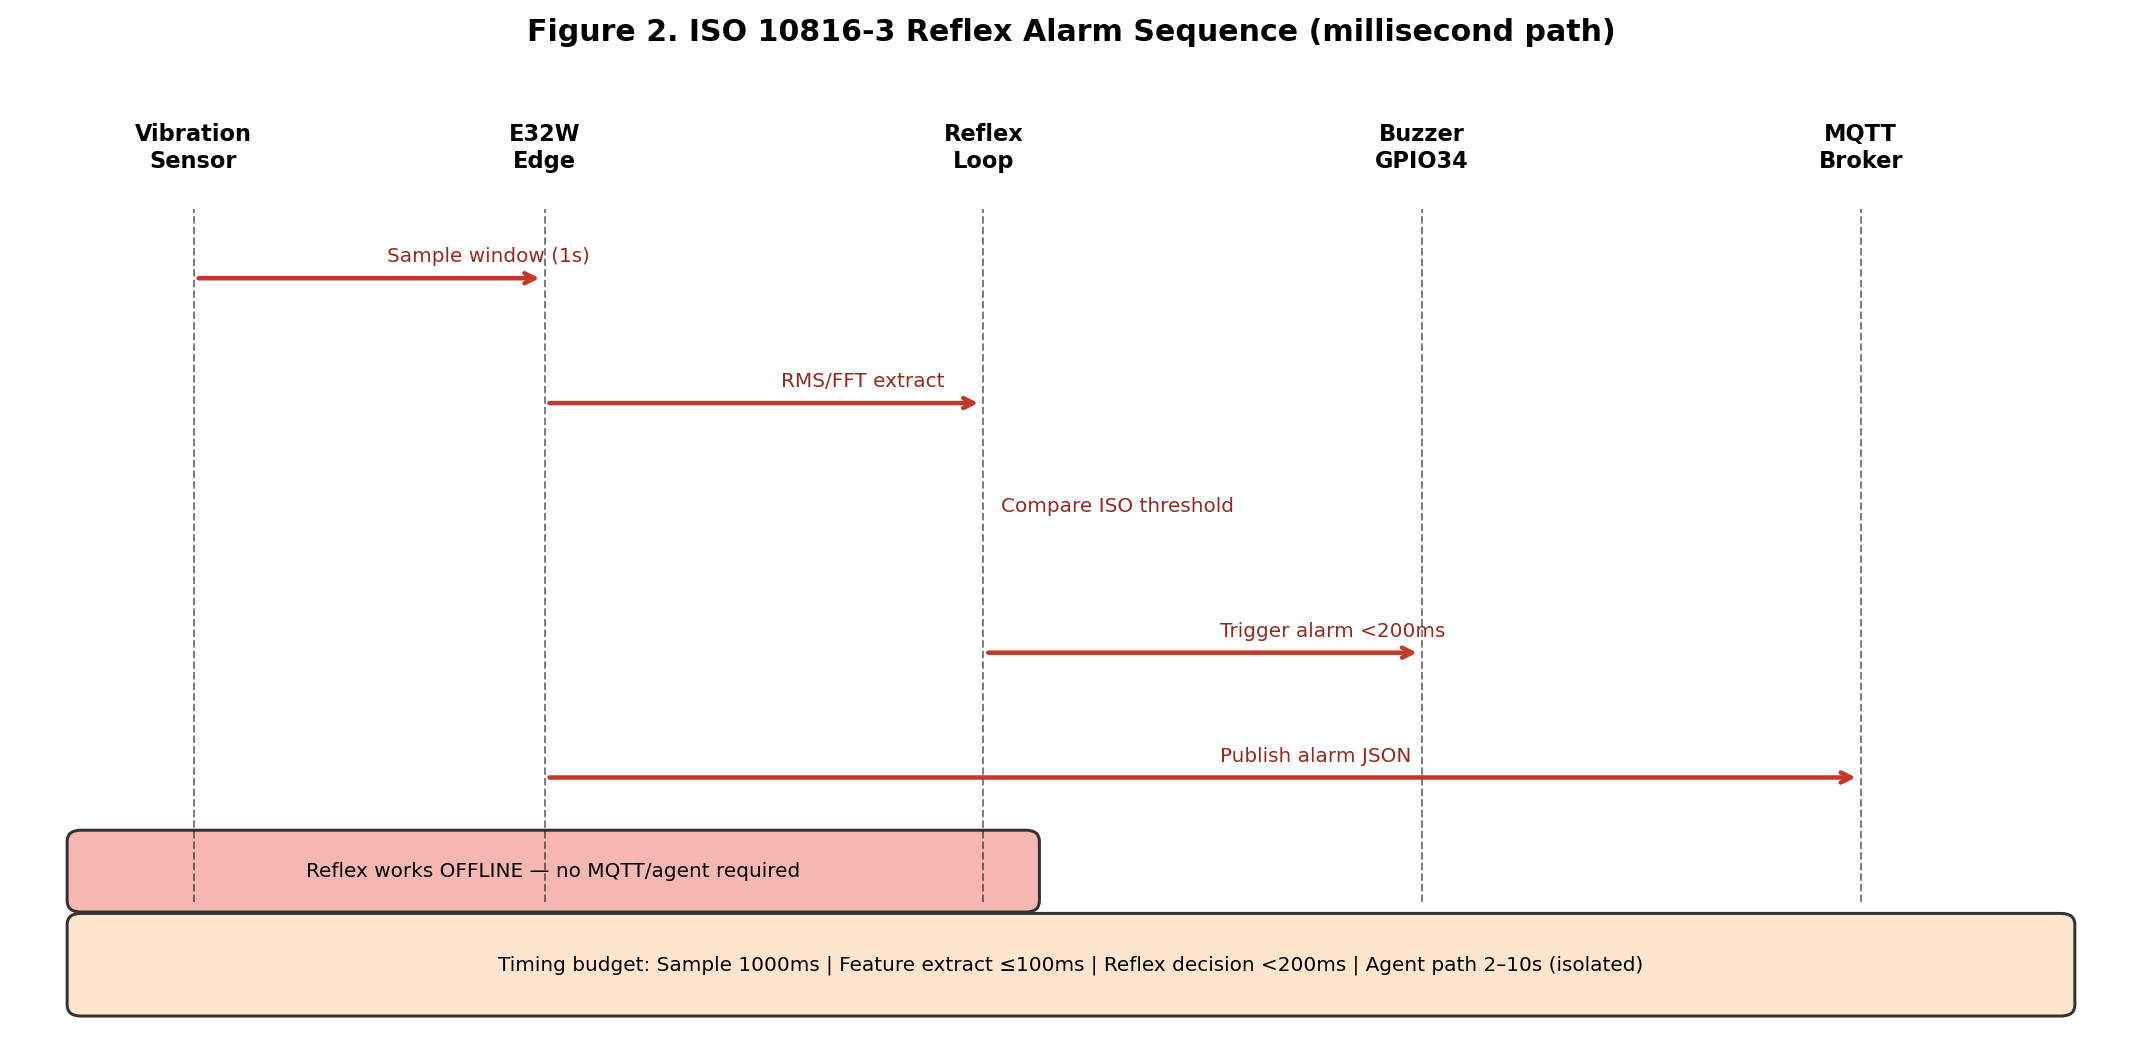 Figure 2. ISO 10816-3 Reflex Alarm Sequence (millisecond path)
Vibration
Sensor
E32W
Edge
Reflex
Loop
Buzzer
GPIO34
MQTT
Broker
Sample window (1s)
RMS/FFT extract
Compare ISO threshold
Trigger alarm <200ms
Publish alarm JSON
Reflex works OFFLINE — no MQTT/agent required
Timing budget: Sample 1000ms | Feature extract ≤100ms | Reflex decision <200ms | Agent path 2–10s (isolated)